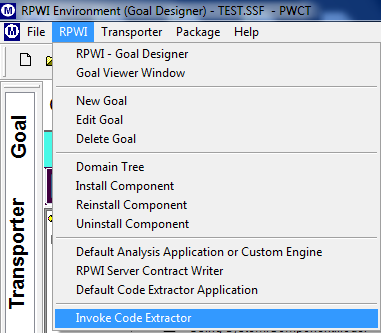 RPWI Environment (Goal Designer) - TEST.SSF - PWCT
File RPWI Transporter Package Help
RPWI - Goal Designer
Goal Viewer Window
New Goal
Edit Goal
Delete Goal
Domain Tree
Install Component
Reinstall Component
Uninstall Component
Default Analysis Application or Custom Engine
RPWI Server Contract Writer
Default Code Extractor Application
Invoke Code Extractor
Goal
Transporter